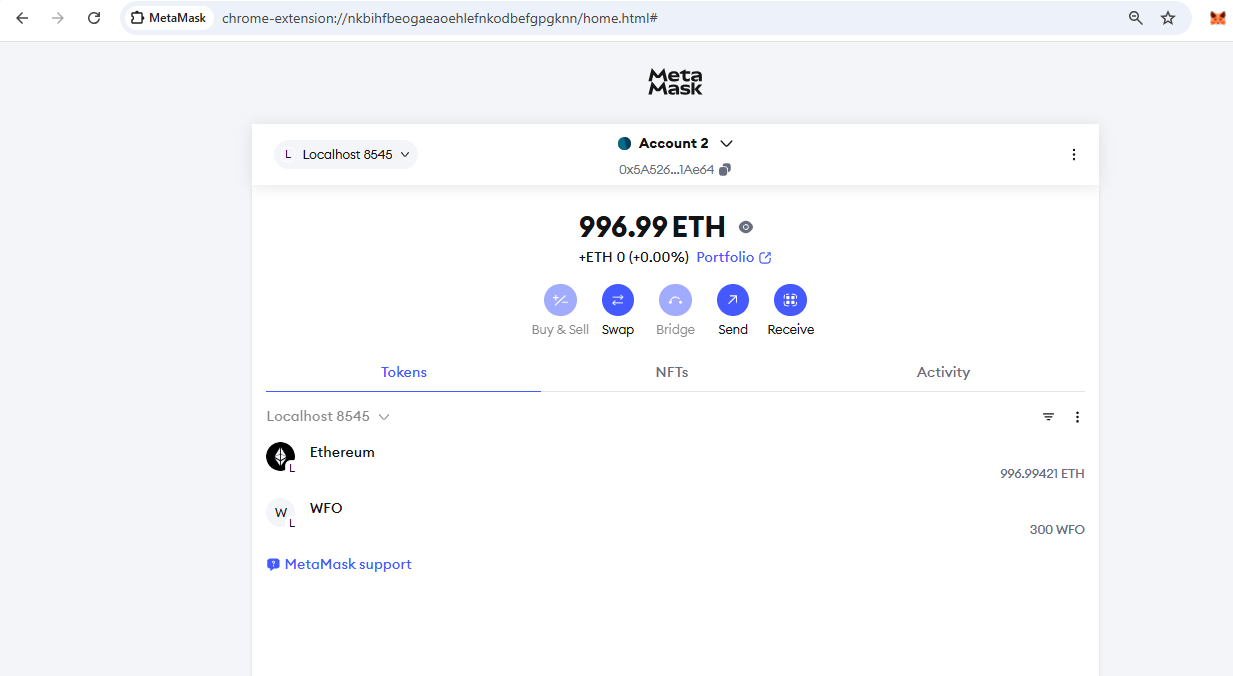 MetaMask chrome-extension://nkbihfbeogaeaoehlefnkodbefgpgknn/home.html#
Meta
Mask
L Localhost 8545
Account 2
0x5A526...1Ae64
996.99 ETH
+ETH 0 (+0.00%) Portfolio
Buy & Sell Swap Bridge Send Receive
Tokens NFTs Activity
Localhost 8545
Ethereum
L
996.99421 ETH
W WFO
L
300 WFO
MetaMask support